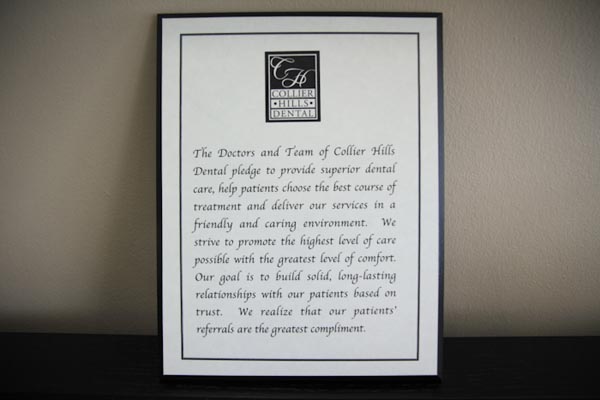 CH
COLLIER
•HILLS•
DENTAL
The Doctors and Team of Collier Hills
Dental pledge to provide superior dental
care, help patients choose the best course of
treatment and deliver our services in a
friendly and caring environment. We
strive to promote the highest level of care
possible with the greatest level of comfort.
Our goal is to build solid, long-lasting
relationships with our patients based on
trust. We realize that our patients'
referrals are the greatest compliment.